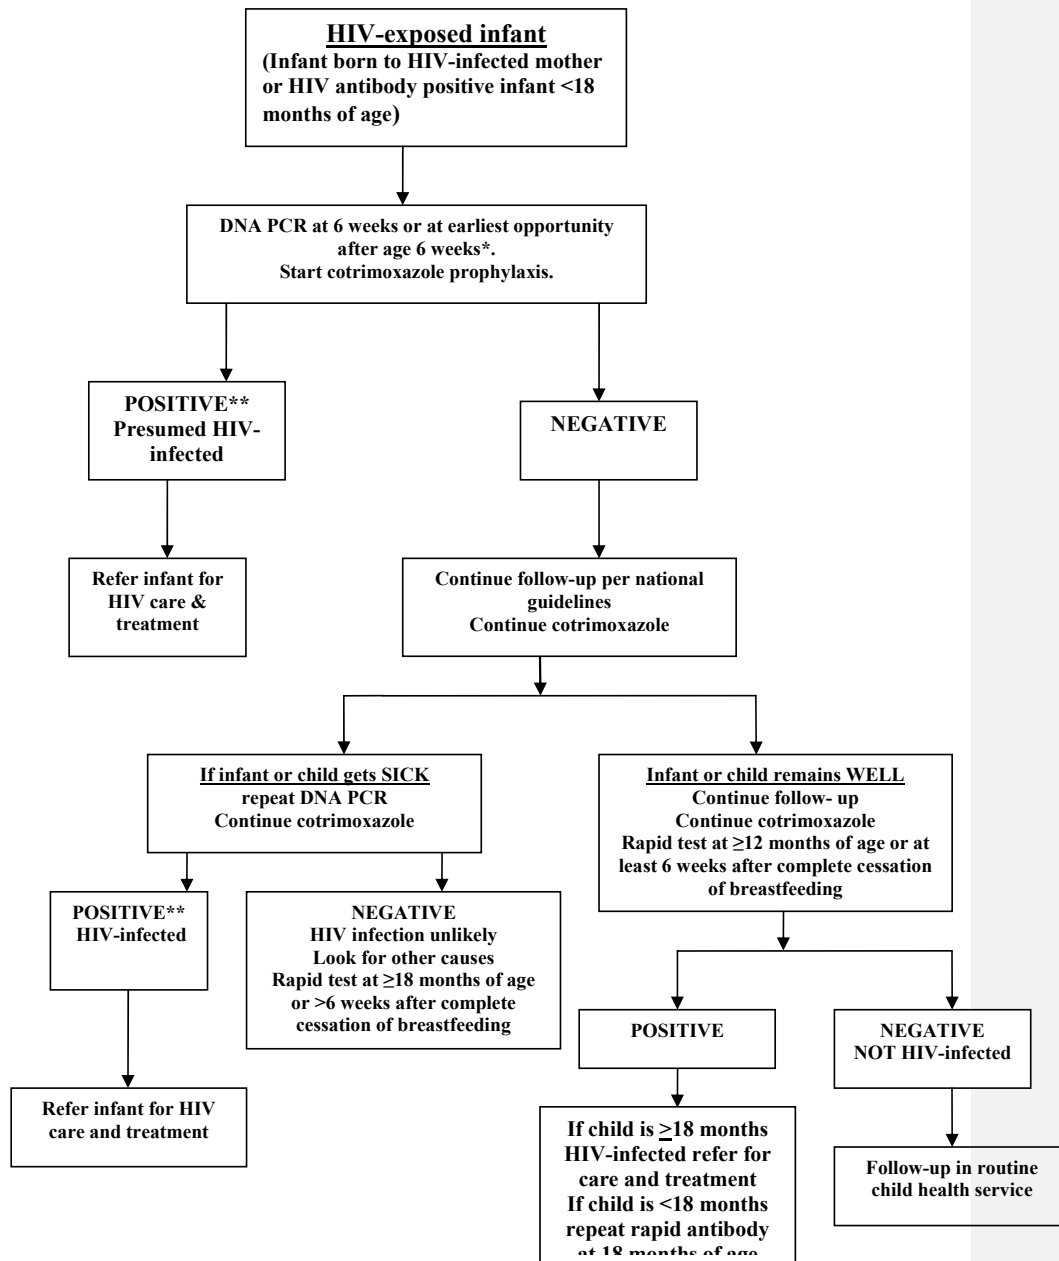 HIV-exposed infant
(Infant born to HIV-infected mother
or HIV antibody positive infant <18
months of age)
DNA PCR at 6 weeks or at earliest opportunity
after age 6 weeks*.
Start cotrimoxazole prophylaxis.
POSITIVE**
Presumed HIV-
infected
NEGATIVE
Refer infant for
HIV care &
treatment
Continue follow-up per national
guidelines
Continue cotrimoxazole
If infant or child gets SICK
repeat DNA PCR
Continue cotrimoxazole
Infant or child remains WELL
Continue follow- up
Continue cotrimoxazole
Rapid test at ≥12 months of age or at
least 6 weeks after complete cessation
of breastfeeding
POSITIVE**
HIV-infected
NEGATIVE
HIV infection unlikely
Look for other causes
Rapid test at ≥18 months of age
or >6 weeks after complete
cessation of breastfeeding
POSITIVE
NEGATIVE
NOT HIV-infected
Refer infant for HIV
care and treatment
If child is ≥18 months
HIV-infected refer for
care and treatment
If child is <18 months
repeat rapid antibody
at 18 months of age
Follow-up in routine
child health service